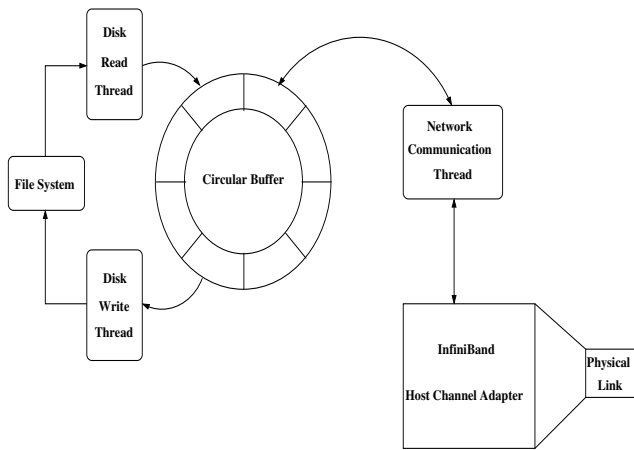 Disk
Read
Thread
File System
Circular Buffer
Disk
Write
Thread
Network
Communication
Thread
InfiniBand
Host Channel Adapter
Physical
Link